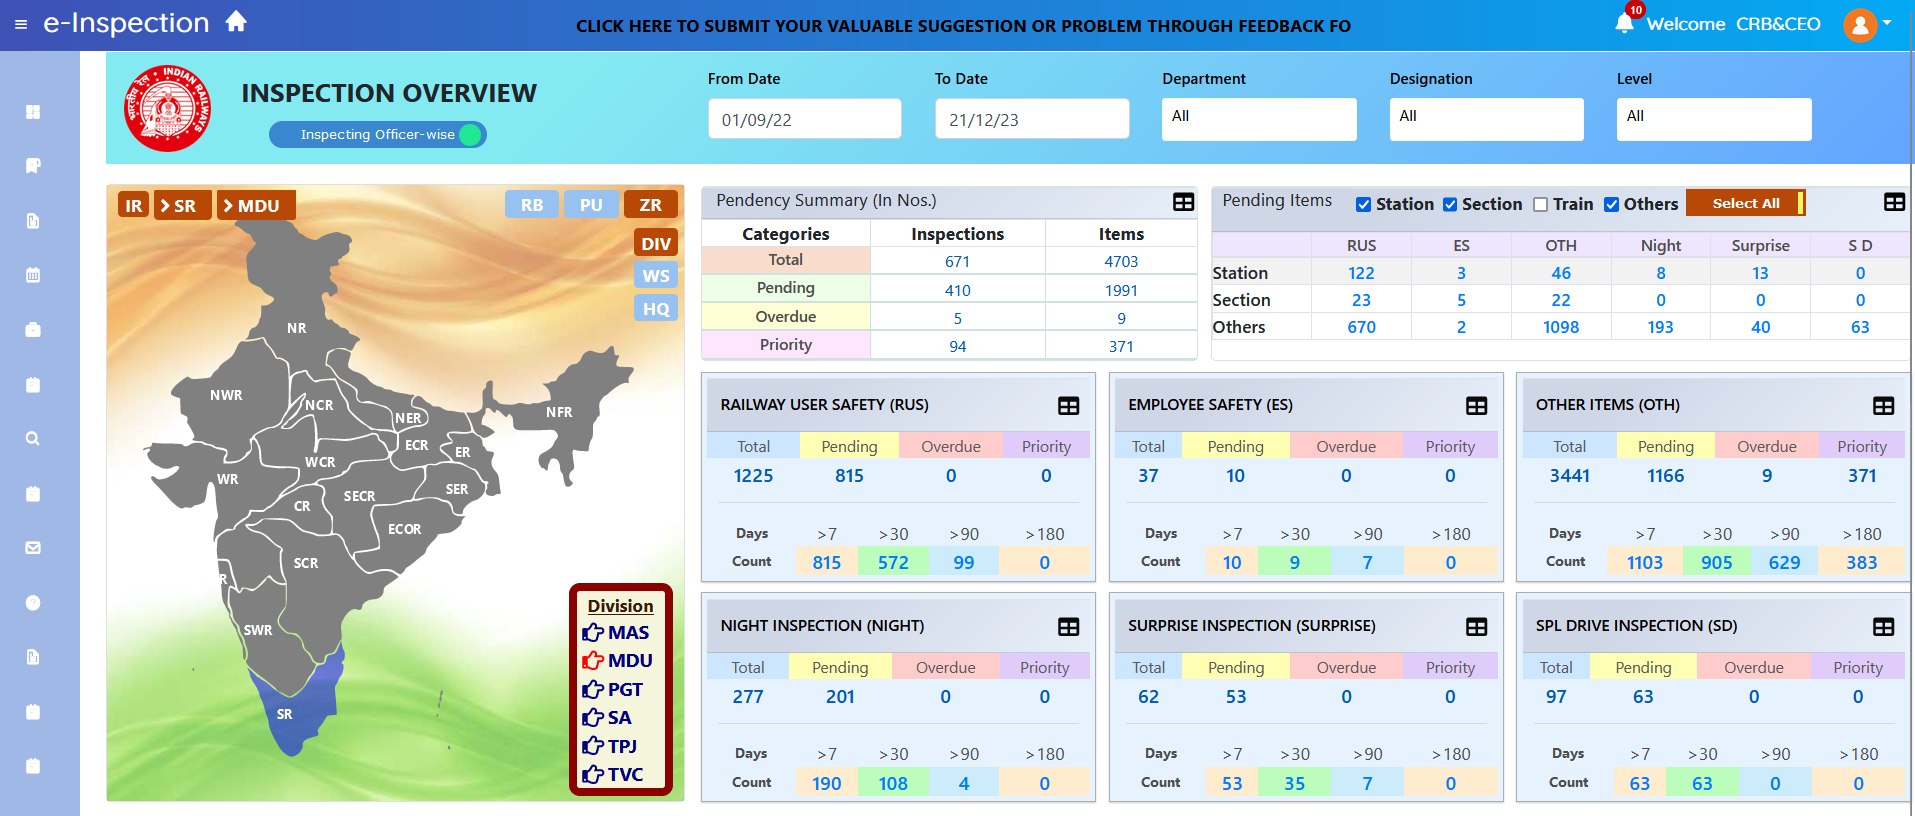 e-Inspection
CLICK HERE TO SUBMIT YOUR VALUABLE SUGGESTION OR PROBLEM THROUGH FEEDBACK FO
10
Welcome CRB&CEO
भारतीय रेल • INDIAN RAILWAYS
INSPECTION OVERVIEW
Inspecting Officer-wise
From Date
To Date
Department
Designation
Level
01/09/22
21/12/23
All
All
All
IR
SR
MDU
RB
PU
ZR
DIV
WS
HQ
NR
NWR
NCR
NER
NFR
ECR
ER
WCR
WR
SER
SECR
CR
ECOR
SCR
R
SWR
SR
Division
MAS
MDU
PGT
SA
TPJ
TVC
Pendency Summary (In Nos.)
Categories Inspections Items
Total 671 4703
Pending 410 1991
Overdue 5 9
Priority 94 371
Pending Items Station Section Train Others Select All
RUS ES OTH Night Surprise S D
Station 122 3 46 8 13 0
Section 23 5 22 0 0 0
Others 670 2 1098 193 40 63
RAILWAY USER SAFETY (RUS)
Total Pending Overdue Priority
1225 815 0 0
Days >7 >30 >90 >180
Count 815 572 99 0
EMPLOYEE SAFETY (ES)
Total Pending Overdue Priority
37 10 0 0
Days >7 >30 >90 >180
Count 10 9 7 0
OTHER ITEMS (OTH)
Total Pending Overdue Priority
3441 1166 9 371
Days >7 >30 >90 >180
Count 1103 905 629 383
NIGHT INSPECTION (NIGHT)
Total Pending Overdue Priority
277 201 0 0
Days >7 >30 >90 >180
Count 190 108 4 0
SURPRISE INSPECTION (SURPRISE)
Total Pending Overdue Priority
62 53 0 0
Days >7 >30 >90 >180
Count 53 35 7 0
SPL DRIVE INSPECTION (SD)
Total Pending Overdue Priority
97 63 0 0
Days >7 >30 >90 >180
Count 63 63 0 0